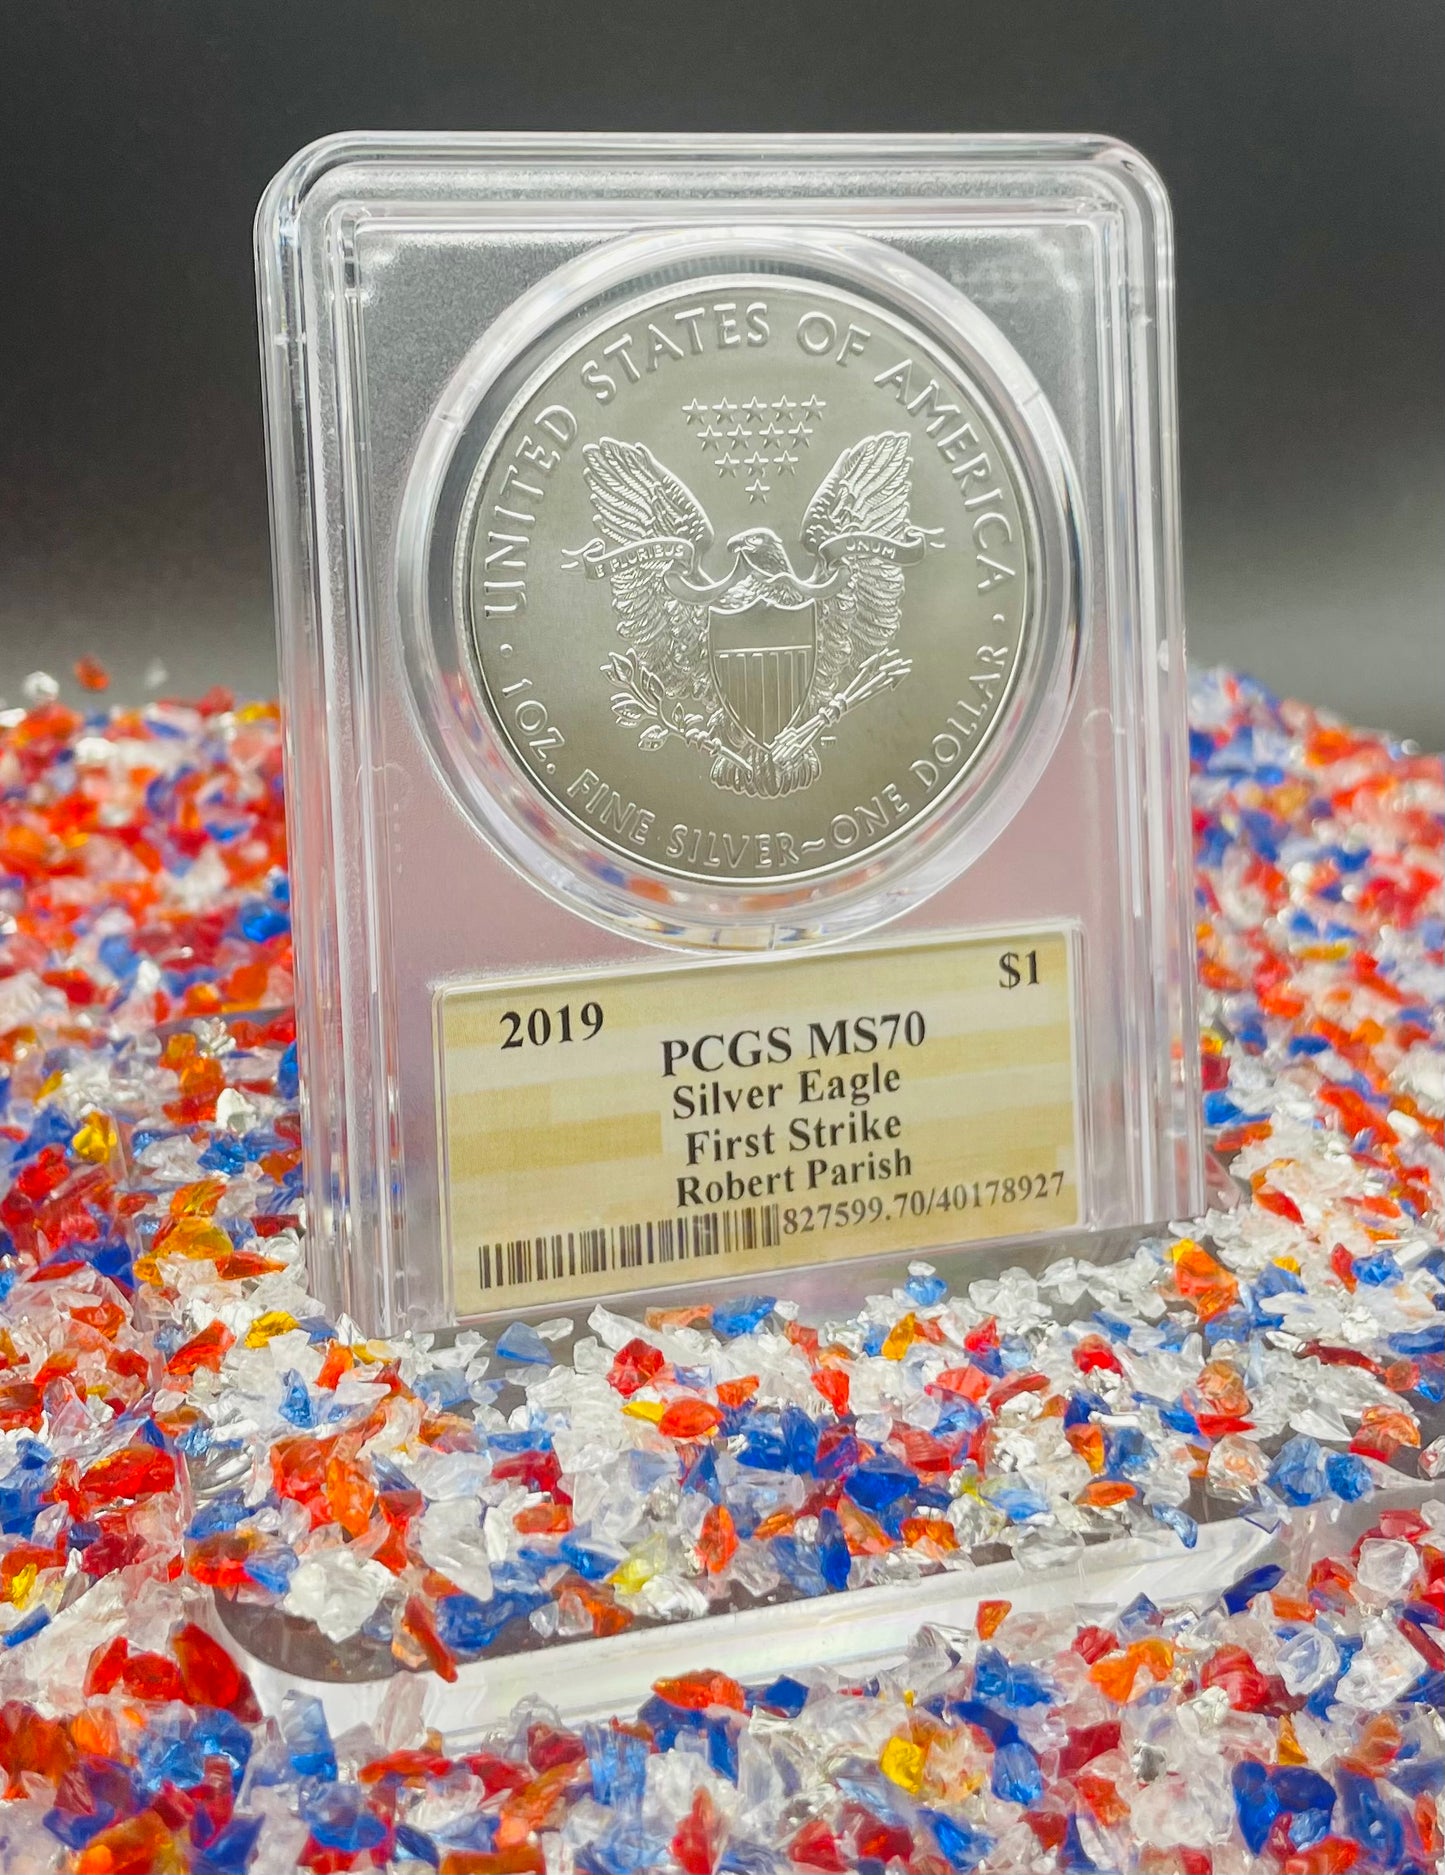 · UNITED STATES OF AMERICA ·
E PLURIBUS UNUM
1 OZ. FINE SILVER~ONE DOLLAR
2019 $1
PCGS MS70
Silver Eagle
First Strike
Robert Parish
827599.70/40178927